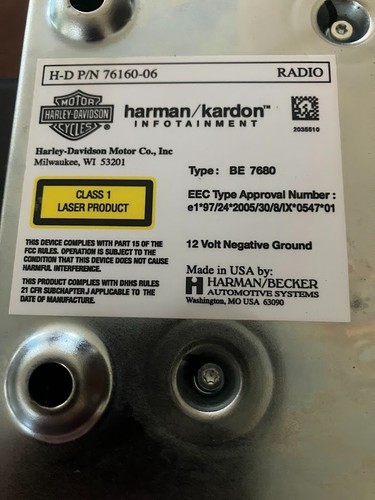 H-D P/N 76160-06 RADIO
MOTOR
HARLEY-DAVIDSON
CYCLES ®
harman/kardon™
INFOTAINMENT
2035510
Harley-Davidson Motor Co., Inc
Milwaukee, WI 53201
Type: BE 7680
CLASS 1
LASER PRODUCT
EEC Type Approval Number :
e1*97/24*2005/30/8/IX*0547*01
THIS DEVICE COMPLIES WITH PART 15 OF THE
FCC RULES. OPERATION IS SUBJECT TO THE
CONDITION THAT THIS DEVICE DOES NOT CAUSE
HARMFUL INTERFERENCE.
12 Volt Negative Ground
THIS PRODUCT COMPLIES WITH DHHS RULES
21 CFR SUBCHAPTER J APPLICABLE TO THE
DATE OF MANUFACTURE.
Made in USA by:
HARMAN/BECKER
AUTOMOTIVE SYSTEMS
Washington, MO USA 63090